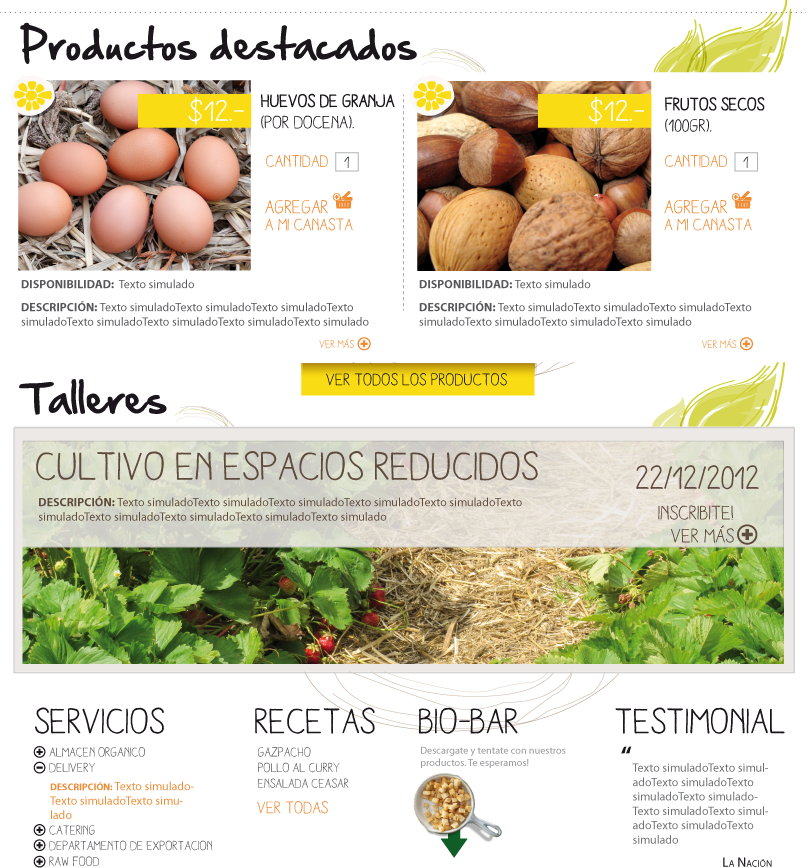 Productos destacados
$12.-
HUEVOS DE GRANJA
(POR DOCENA).
CANTIDAD 1
AGREGAR
A MI CANASTA
DISPONIBILIDAD: Texto simulado
DESCRIPCIÓN: Texto simuladoTexto simuladoTexto simuladoTexto
simuladoTexto simuladoTexto simuladoTexto simuladoTexto simulado
VER MÁS
$12.-
FRUTOS SECOS
(100GR).
CANTIDAD 1
AGREGAR
A MI CANASTA
DISPONIBILIDAD: Texto simulado
DESCRIPCIÓN: Texto simuladoTexto simuladoTexto simuladoTexto
simuladoTexto simuladoTexto simuladoTexto simulado
VER MÁS
VER TODOS LOS PRODUCTOS
Talleres
CULTIVO EN ESPACIOS REDUCIDOS
DESCRIPCIÓN: Texto simuladoTexto simuladoTexto simuladoTexto simuladoTexto simuladoTexto
simuladoTexto simuladoTexto simuladoTexto simuladoTexto simulado
22/12/2012
INSCRIBITE!
VER MÁS
SERVICIOS
ALMACEN ORGANICO
DELIVERY
DESCRIPCIÓN: Texto simulado-
Texto simuladoTexto simu-
lado
CATERING
DEPARTAMENTO DE EXPORTACION
RAW FOOD
RECETAS
GAZPACHO
POLLO AL CURRY
ENSALADA CEASAR
VER TODAS
BIO-BAR
Descargate y tentate con nuestros
productos. Te esperamos!
TESTIMONIAL
“
Texto simuladoTexto simul-
adoTexto simuladoTexto
simuladoTexto simulado-
Texto simuladoTexto simul-
adoTexto simuladoTexto
simulado
LA NACIÓN